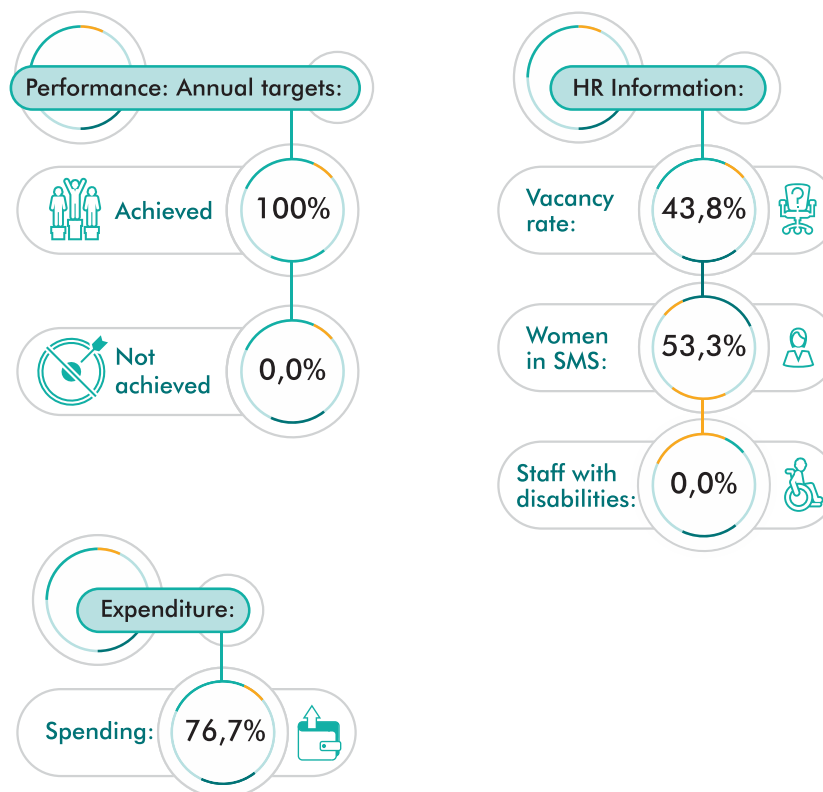 Performance: Annual targets:
Achieved
100%
Not
achieved
0,0%
HR Information:
Vacancy
rate:
43,8%
?
Women
in SMS:
53,3%
Staff with
disabilities:
0,0%
Expenditure:
Spending:
76,7%